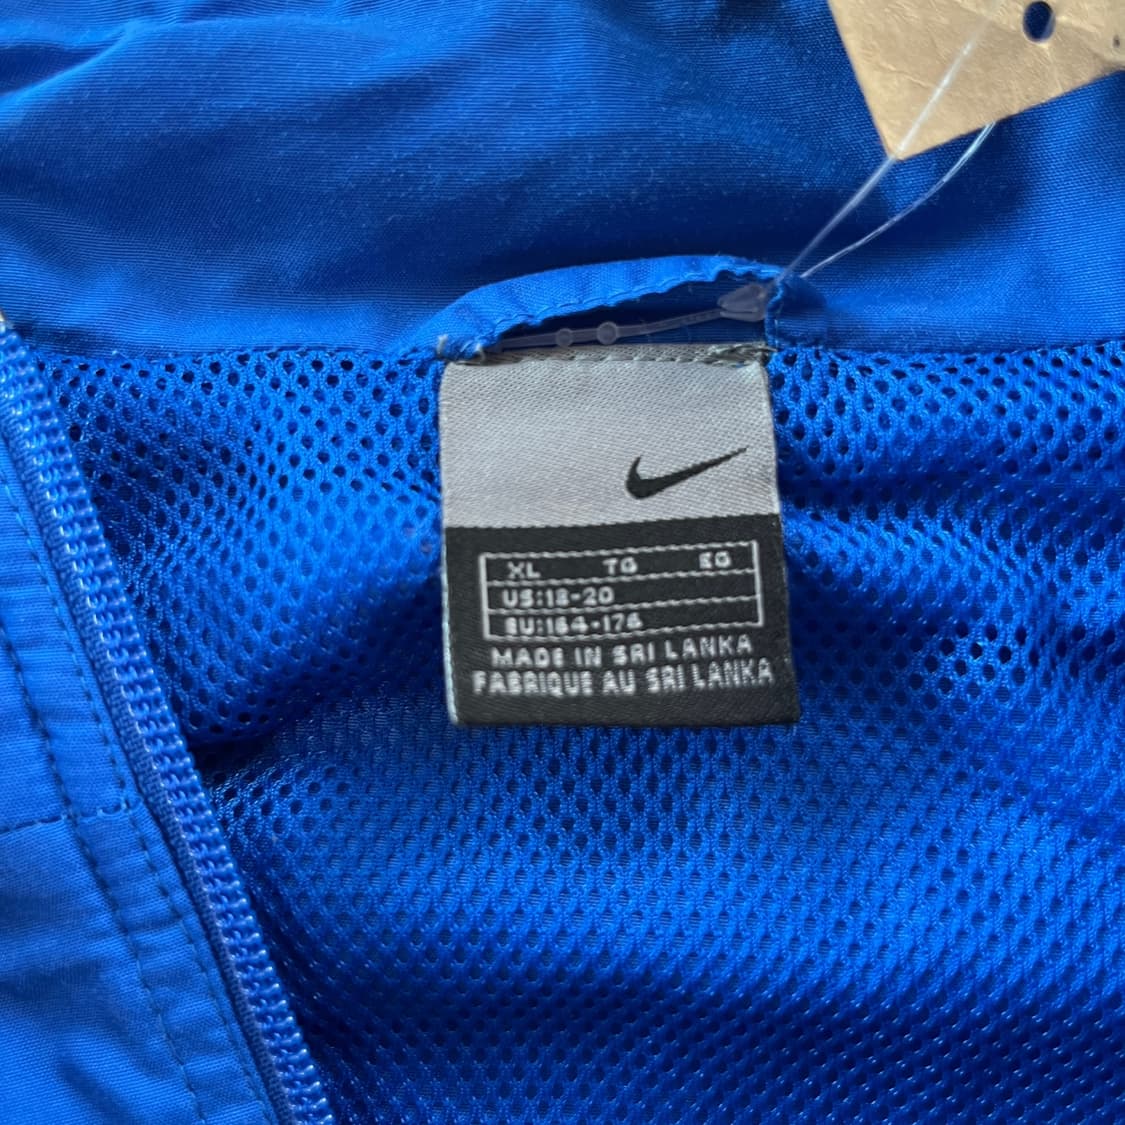 XL TG EG
US:18-20
EU:164-176
MADE IN SRI LANKA
FABRIQUE AU SRI LANKA